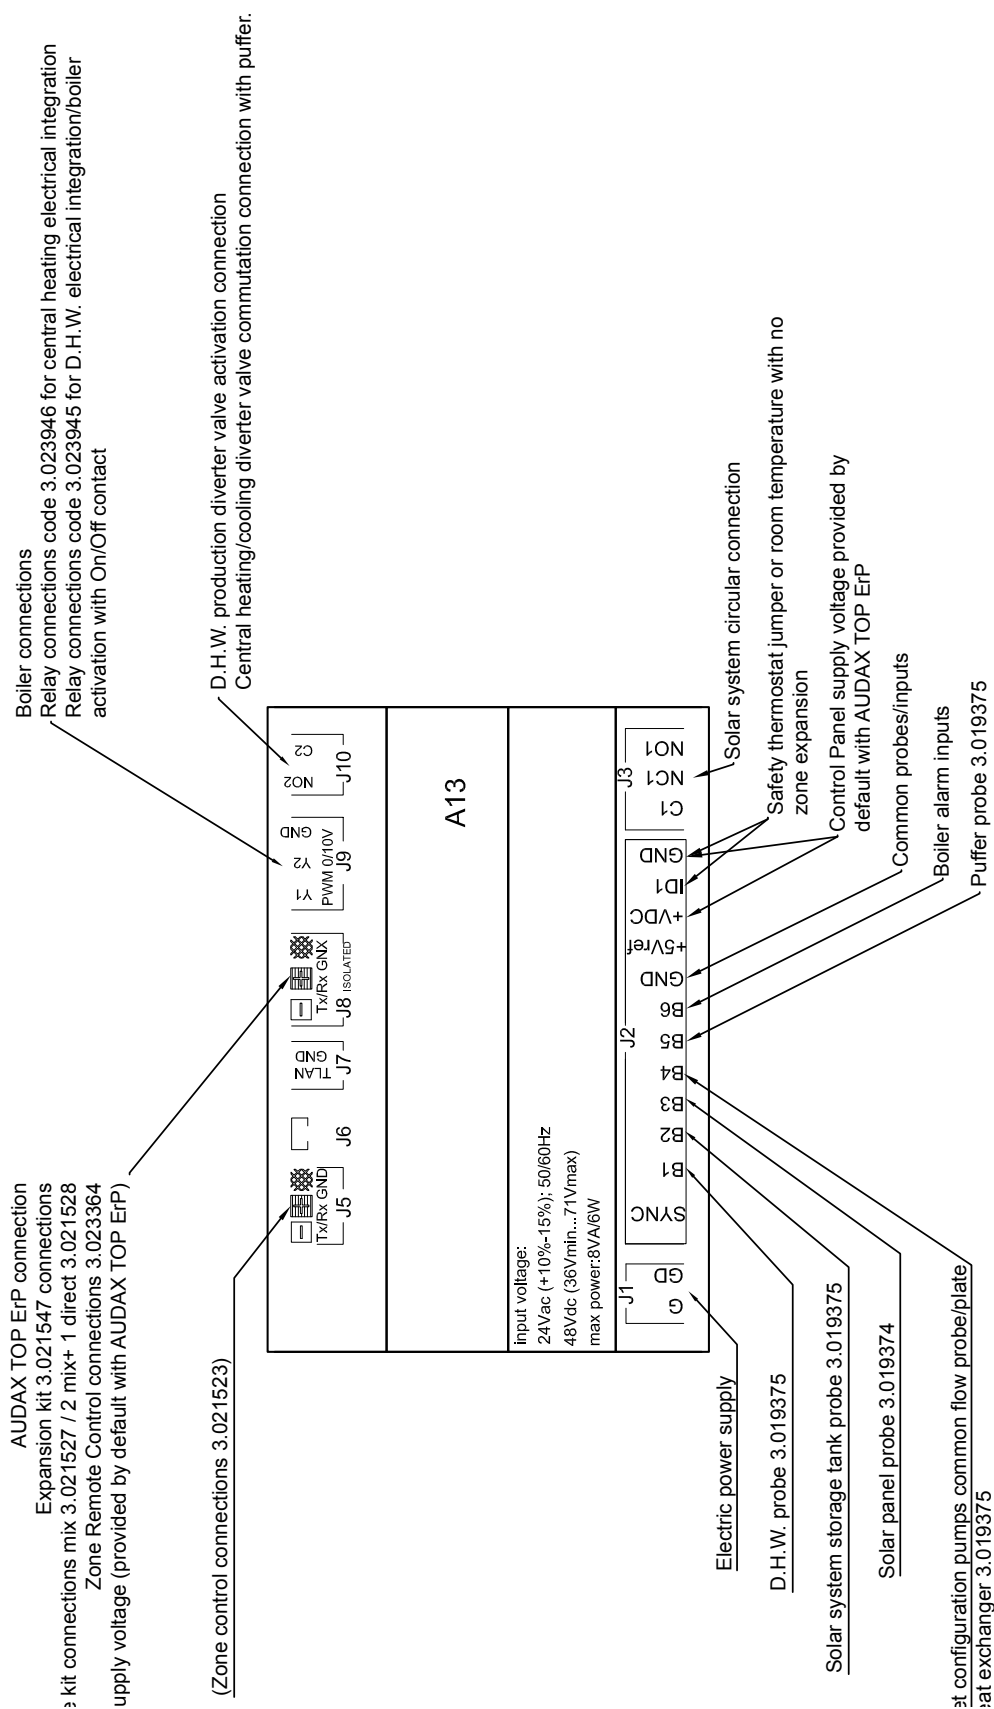 AUDAX TOP ErP connection
Expansion kit 3.021547 connections
e kit connections mix 3.021527 / 2 mix+ 1 direct 3.021528
Zone Remote Control connections 3.023364
upply voltage (provided by default with AUDAX TOP ErP)
(Zone control connections 3.021523)
Boiler connections
Relay connections code 3.023946 for central heating electrical integration
Relay connections code 3.023945 for D.H.W. electrical integration/boiler
activation with On/Off contact
D.H.W. production diverter valve activation connection
Central heating/cooling diverter valve commutation connection with puffer.
Tx/Rx GND
J5
J6
TLAN
GND
J7
Tx/Rx GNX
J8 ISOLATED
Y1 Y2 GND
PWM 0/10V
J9
NO2 C2
J10
A13
input voltage:
24Vac (+10%-15%); 50/60Hz
48Vdc (36Vmin...71Vmax)
max power:8VA/6W
J1
G GD
J2
SYNC B1 B2 B3 B4 B5 B6 GND +5Vref +VDC ID1 GND
J3
C1 NC1 NO1
Electric power supply
D.H.W. probe 3.019375
Solar system storage tank probe 3.019375
Solar panel probe 3.019374
et configuration pumps common flow probe/plate
eat exchanger 3.019375
Solar system circular connection
Safety thermostat jumper or room temperature with no
zone expansion
Control Panel supply voltage provided by
default with AUDAX TOP ErP
Common probes/inputs
Boiler alarm inputs
Puffer probe 3.019375